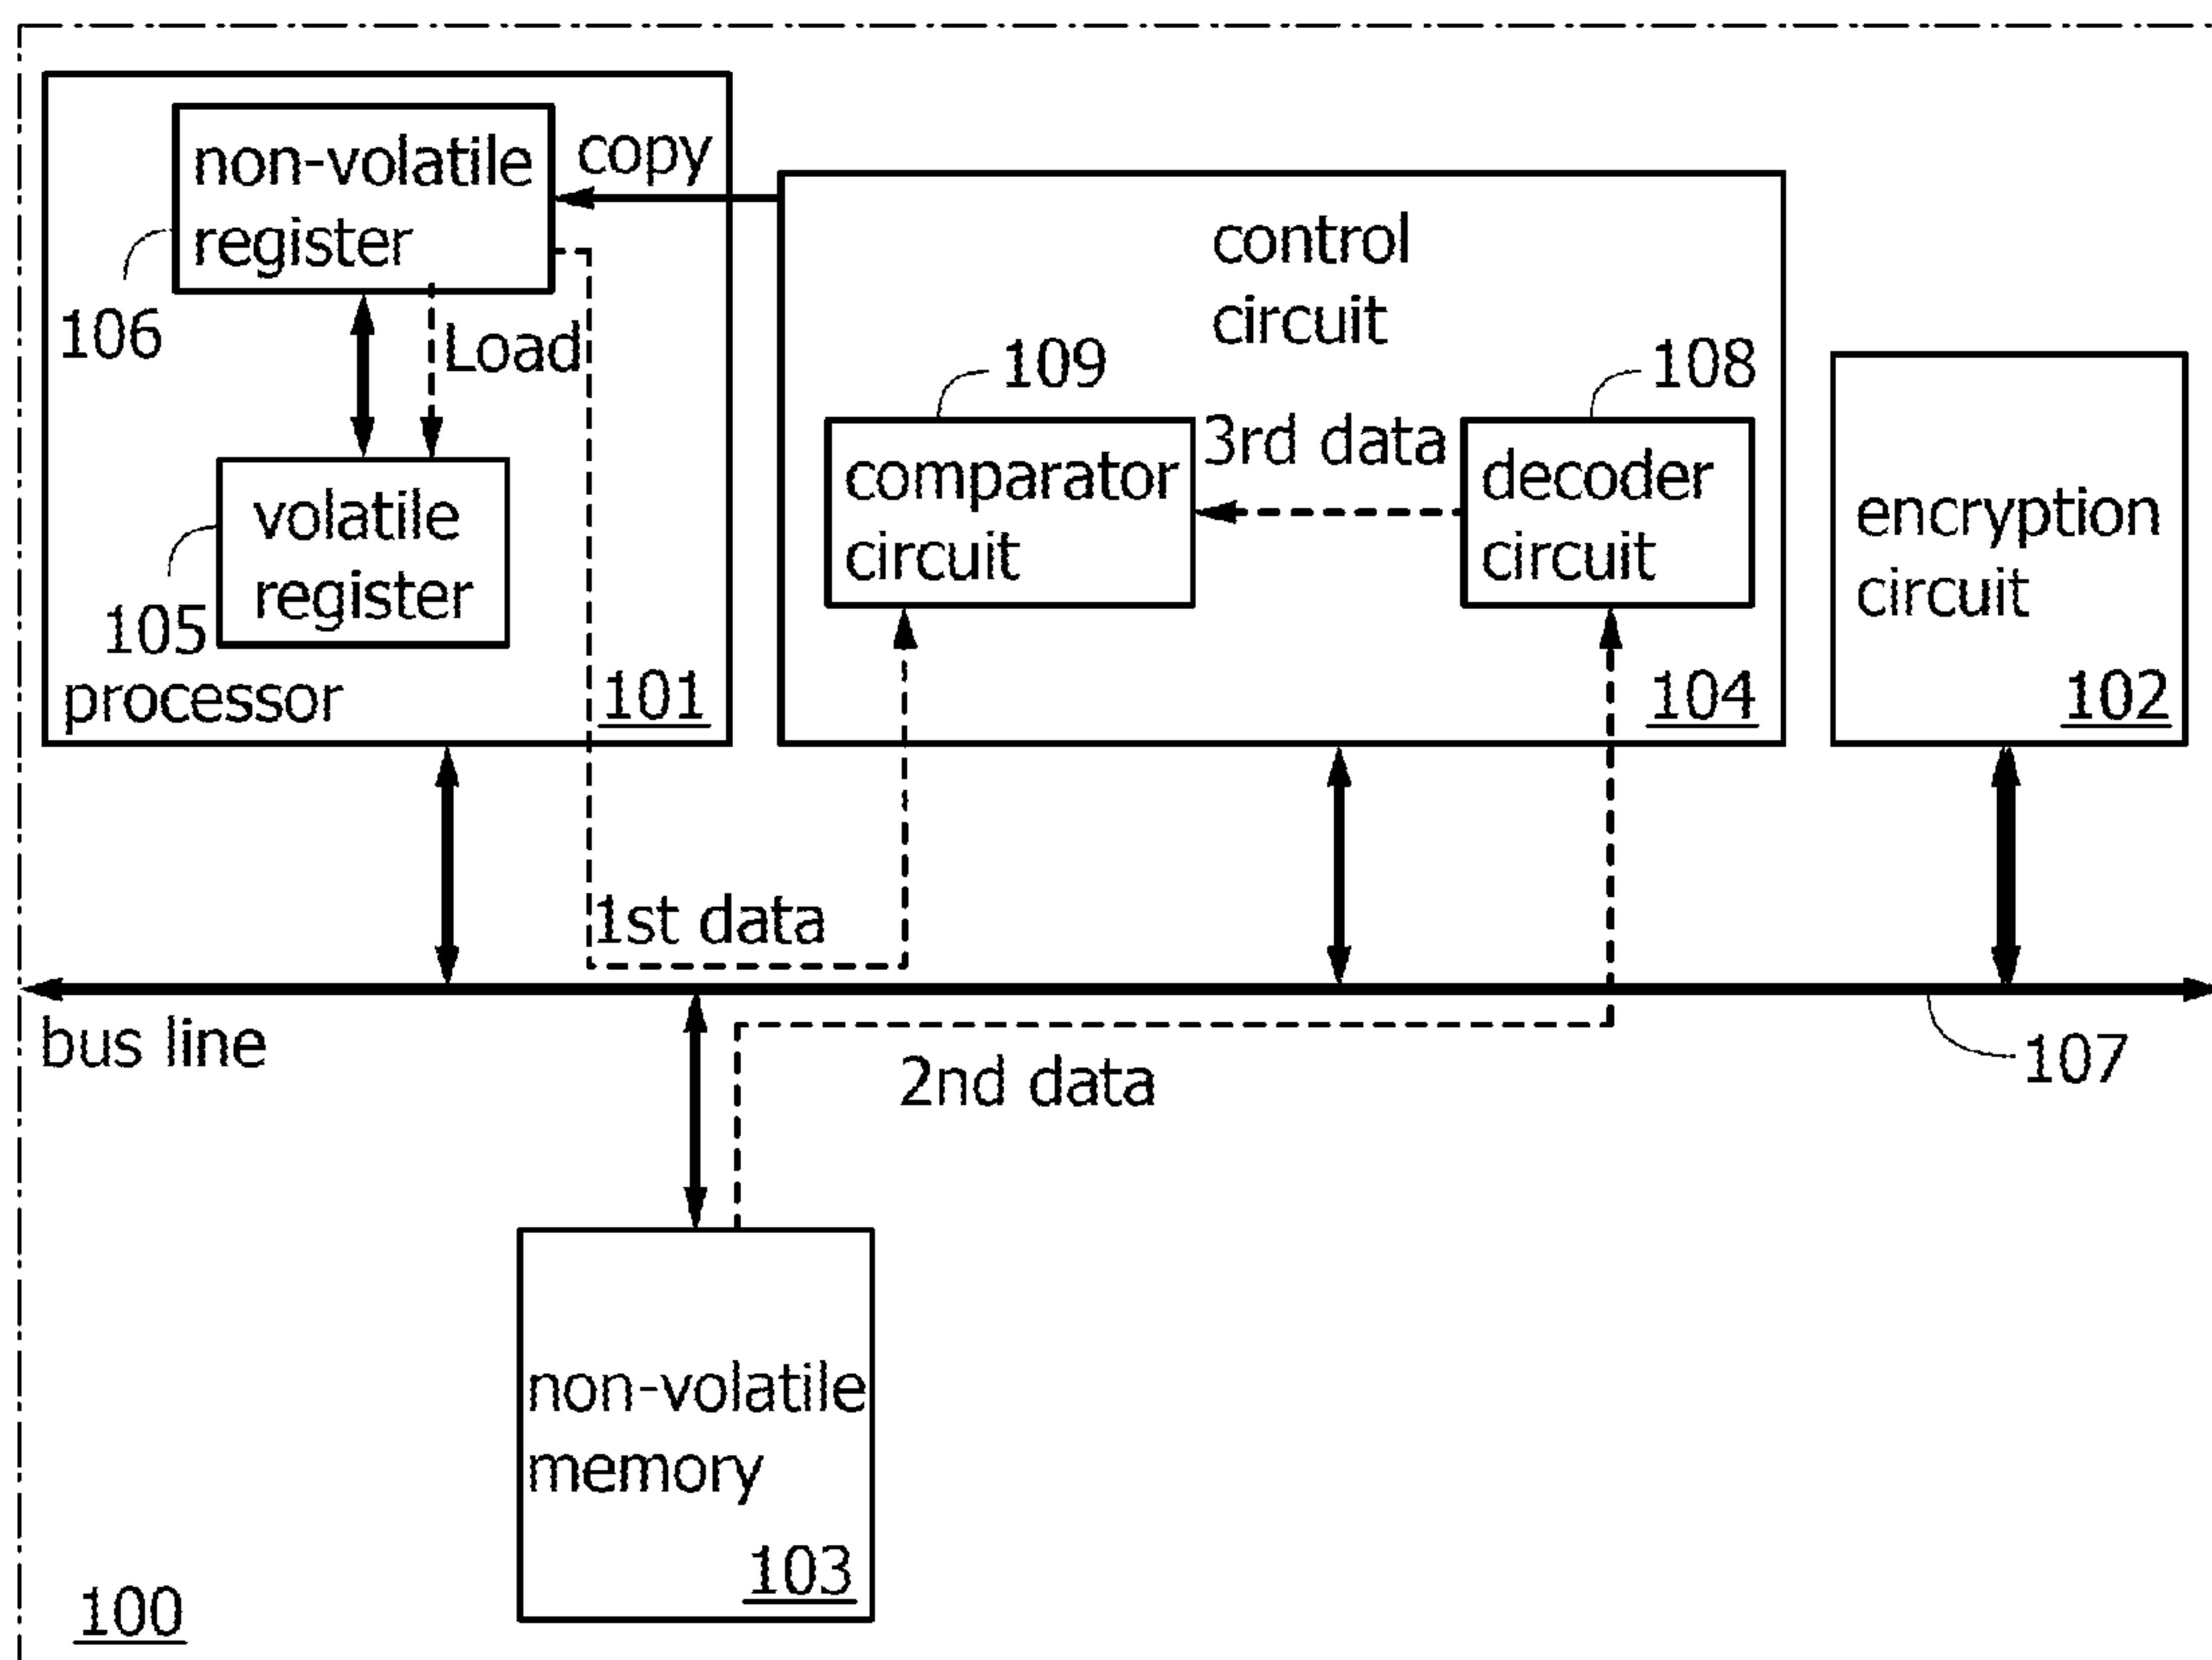 non-volatile
register
106
copy
Load
volatile
register
105
processor
101
control
circuit
109
108
comparator
circuit
3rd data
decoder
circuit
104
encryption
circuit
102
1st data
bus line
2nd data
107
non-volatile
memory
103
100